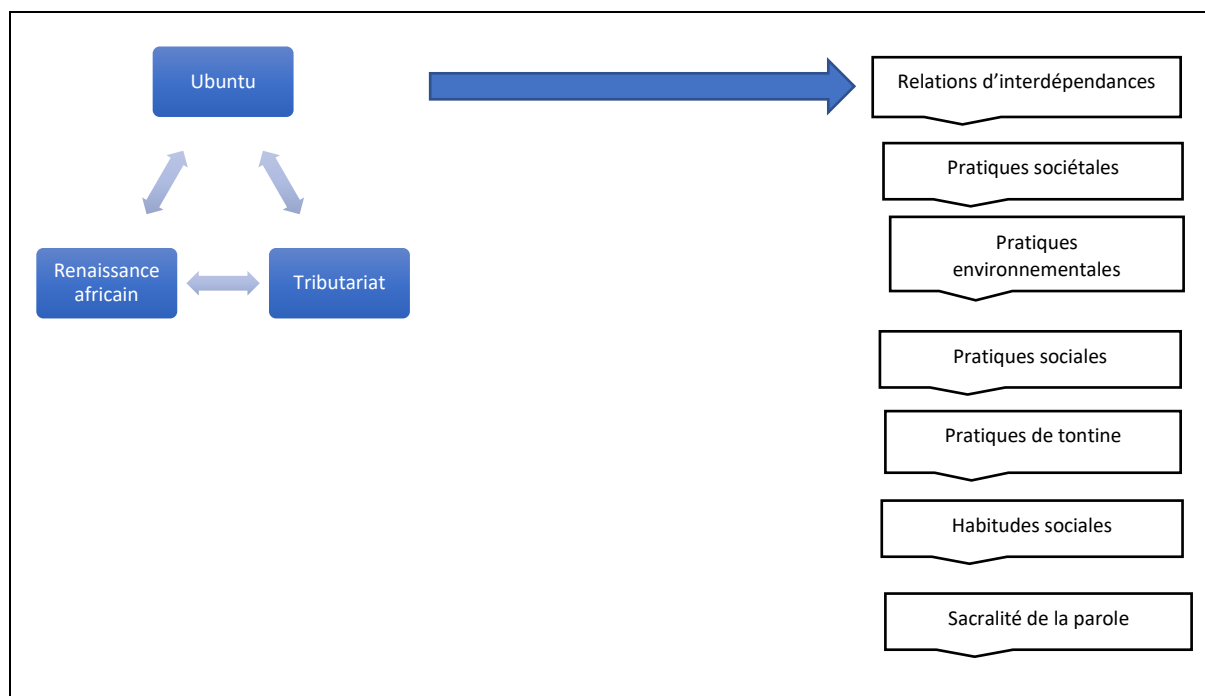 Ubuntu
Renaissance
africain
Tributariat
Relations d’interdépendances
Pratiques sociétales
Pratiques
environnementales
Pratiques sociales
Pratiques de tontine
Habitudes sociales
Sacralité de la parole